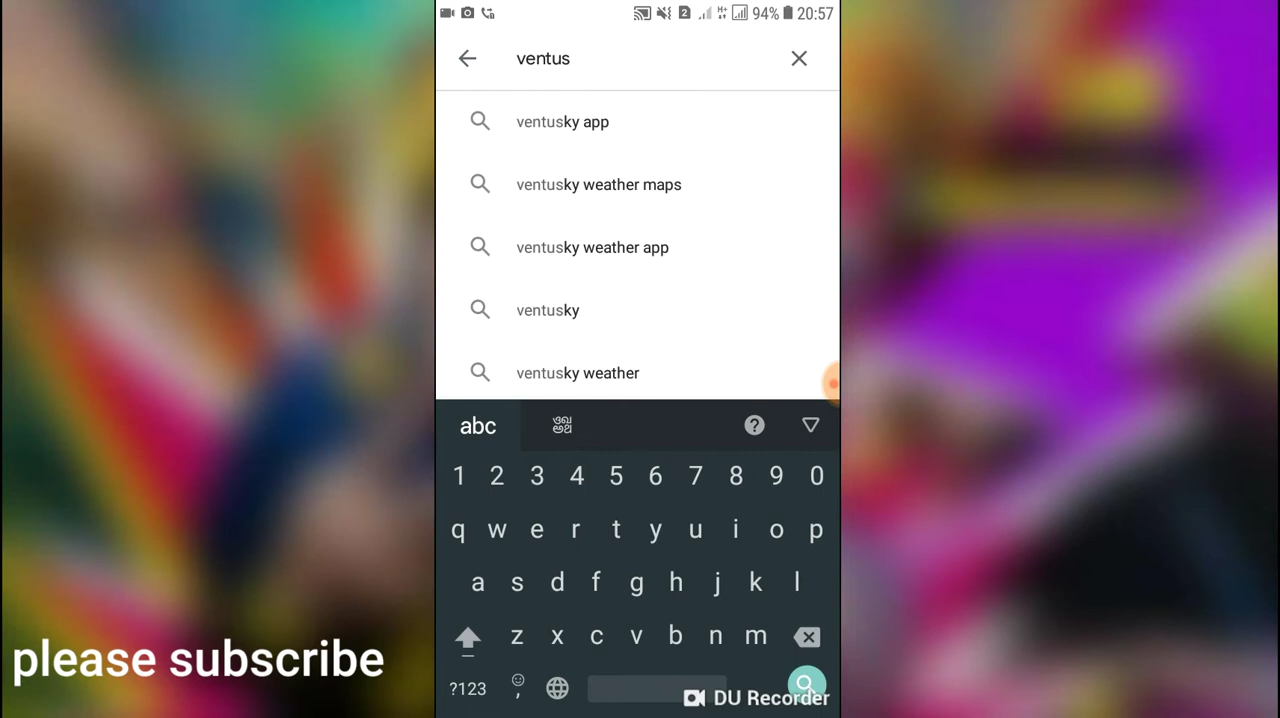 2 94% 20:57
ventus
ventusky app
ventusky weather maps
ventusky weather app
ventusky
ventusky weather
abc
1 2 3 4 5 6 7 8 9 0
q w e r t y u i o p
a s d f g h j k l
z x c v b n m
?123 ,
DU Recorder
please subscribe